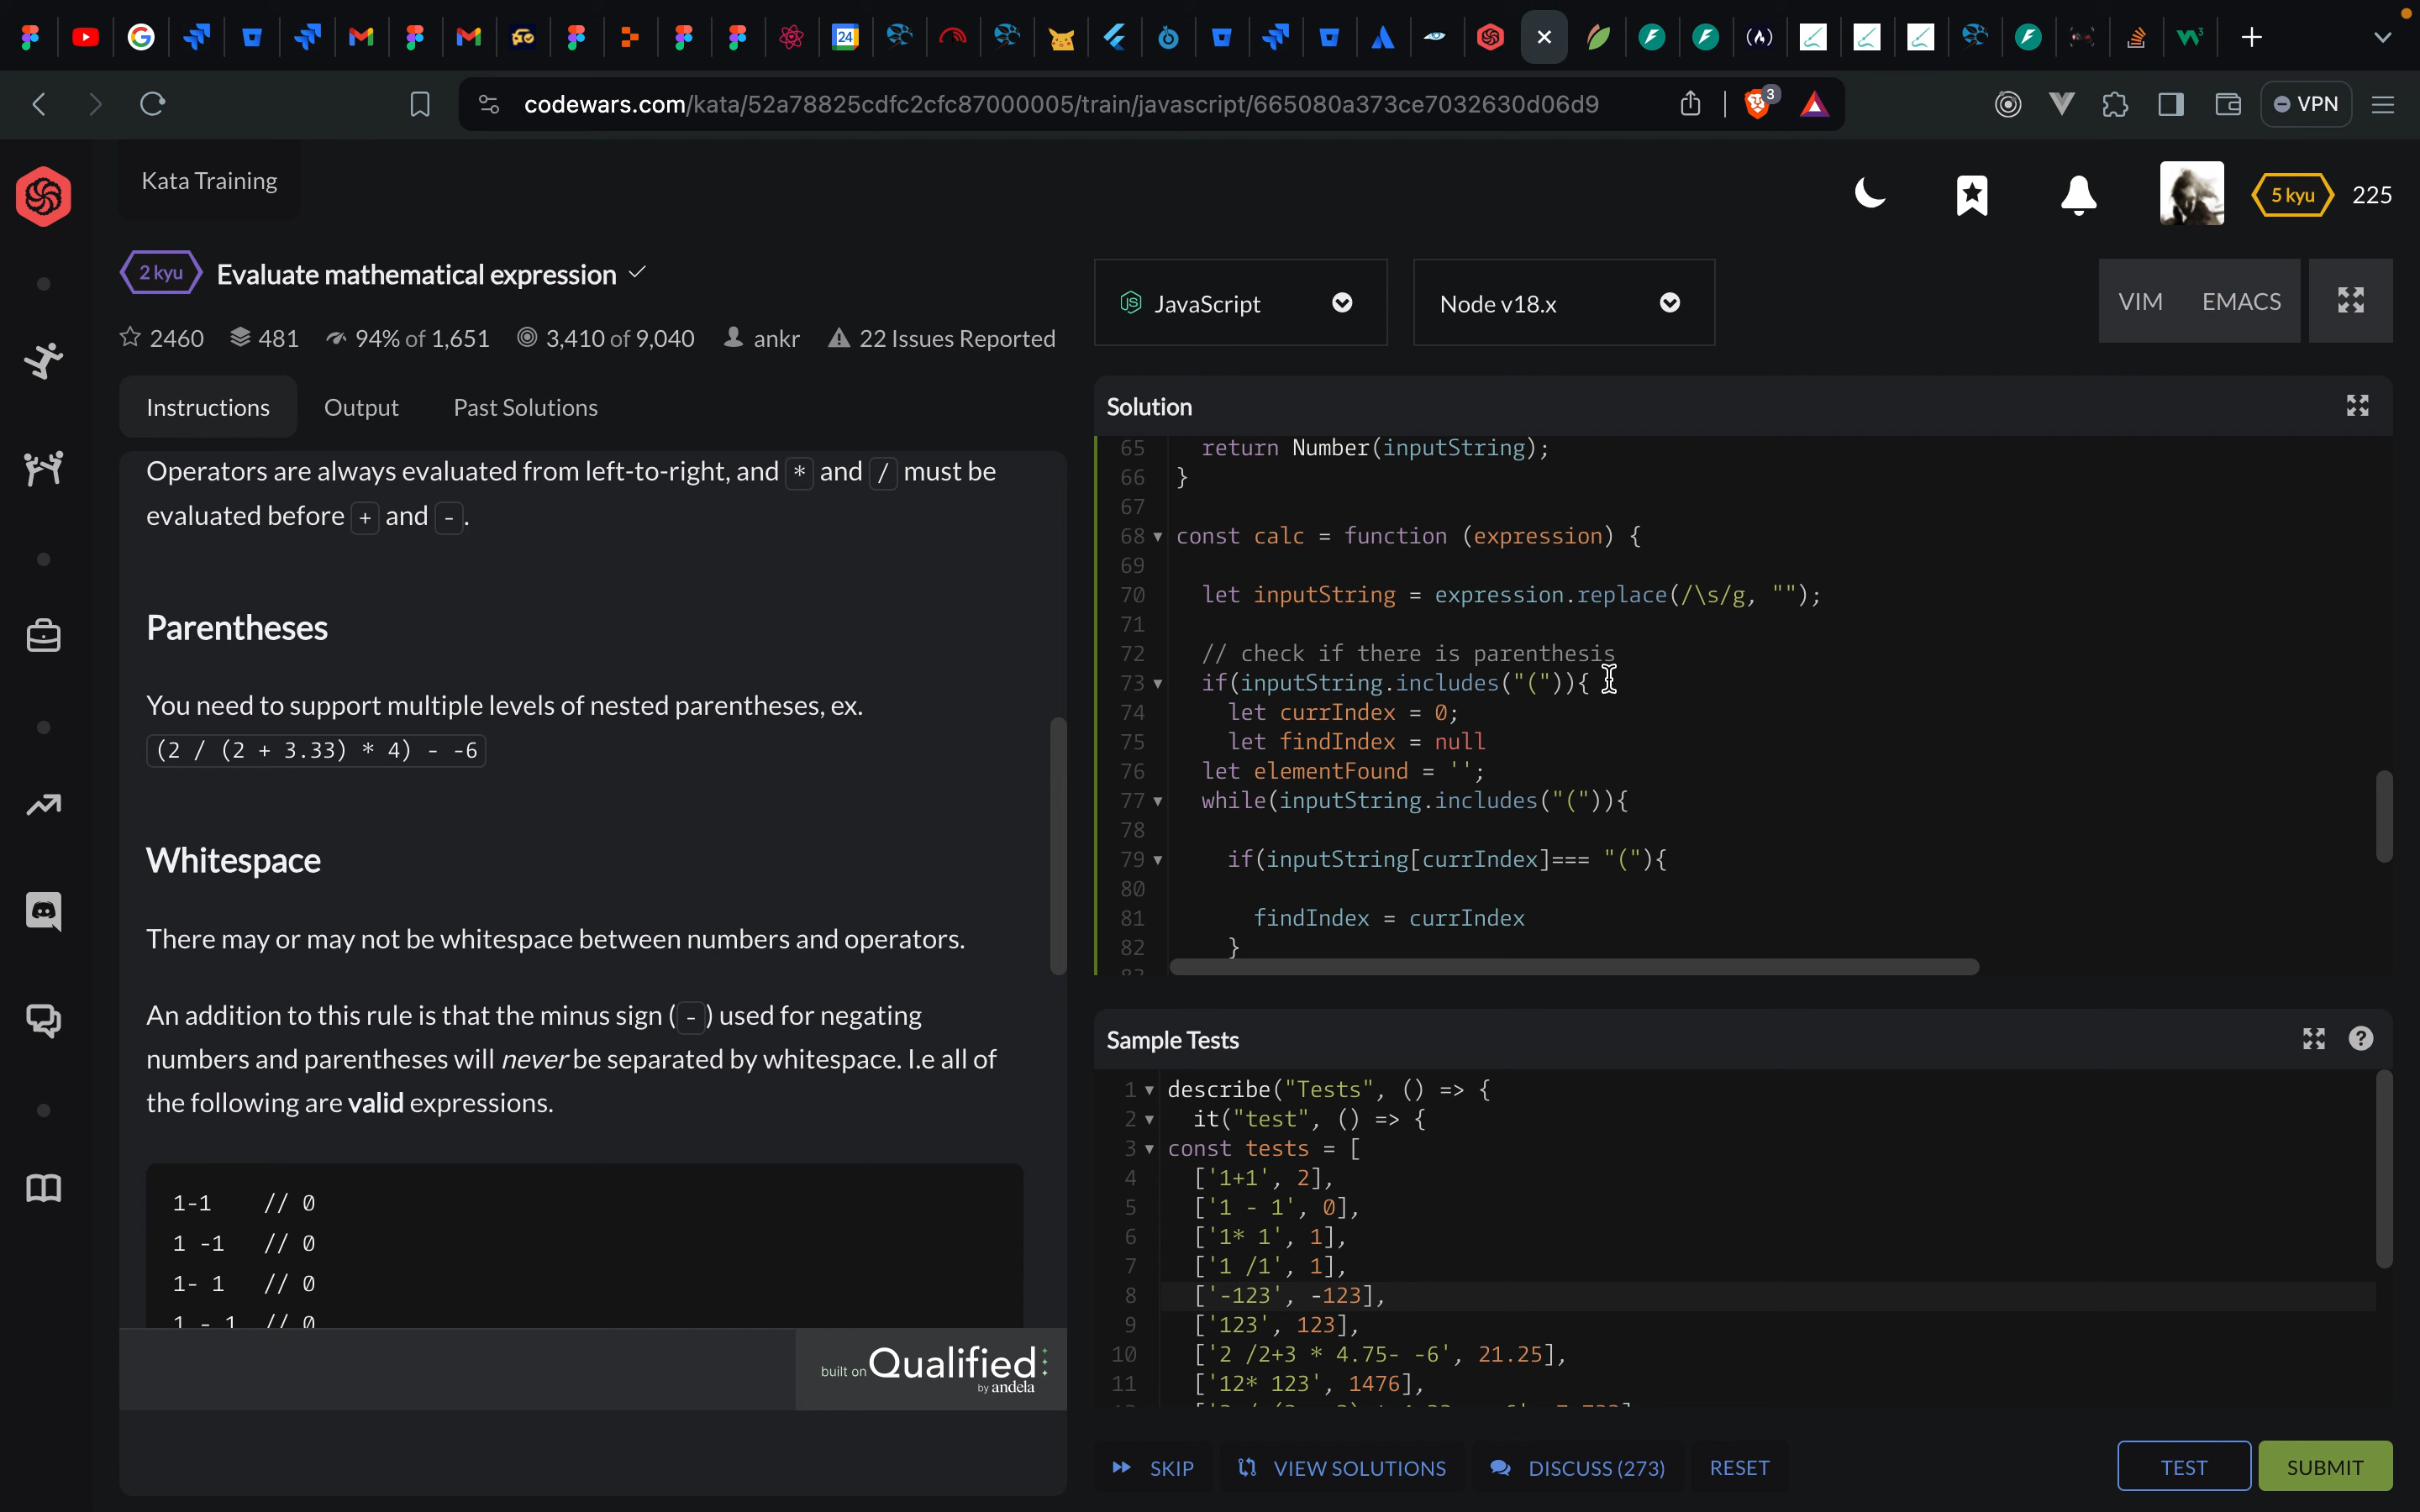 codewars.com/kata/52a78825cdfc2cfc87000005/train/javascript/665080a373ce7032630d06d9
3
VPN
Kata Training
5 kyu
225
2 kyu
Evaluate mathematical expression
2460
481
94% of 1,651
3,410 of 9,040
ankr
22 Issues Reported
Instructions
Output
Past Solutions
Operators are always evaluated from left-to-right, and * and / must be
evaluated before + and -.
Parentheses
You need to support multiple levels of nested parentheses, ex.
(2 / (2 + 3.33) * 4) - -6
Whitespace
There may or may not be whitespace between numbers and operators.
An addition to this rule is that the minus sign (-) used for negating
numbers and parentheses will never be separated by whitespace. I.e all of
the following are valid expressions.
1-1    // 0
1 -1   // 0
1- 1   // 0
1 - 1  // 0
built on Qualified
by andela
JavaScript
Node v18.x
VIM
EMACS
Solution
65 return Number(inputString);
66 }
67
68 const calc = function (expression) {
69
70 let inputString = expression.replace(/\s/g, "");
71
72 // check if there is parenthesis
73 if(inputString.includes("(")){
74 let currIndex = 0;
75 let findIndex = null
76 let elementFound = '';
77 while(inputString.includes("(")){
78
79 if(inputString[currIndex]=== "("){
80
81 findIndex = currIndex
82 }
Sample Tests
1 describe("Tests", () => {
2 it("test", () => {
3 const tests = [
4 ['1+1', 2],
5 ['1 - 1', 0],
6 ['1* 1', 1],
7 ['1 /1', 1],
8 ['-123', -123],
9 ['123', 123],
10 ['2 /2+3 * 4.75- -6', 21.25],
11 ['12* 123', 1476],
SKIP
VIEW SOLUTIONS
DISCUSS (273)
RESET
TEST
SUBMIT